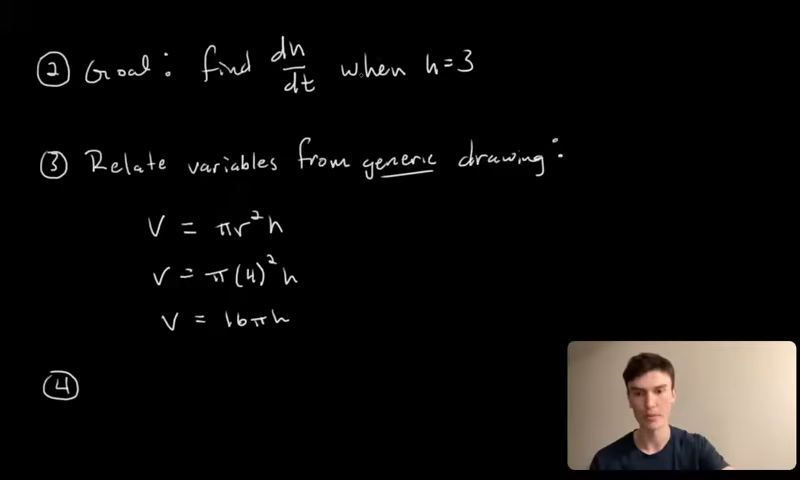 ② Goal: find dh/dt when h=3
③ Relate variables from generic drawing:
V = πr²h
V = π(4)²h
V = 16πh
④